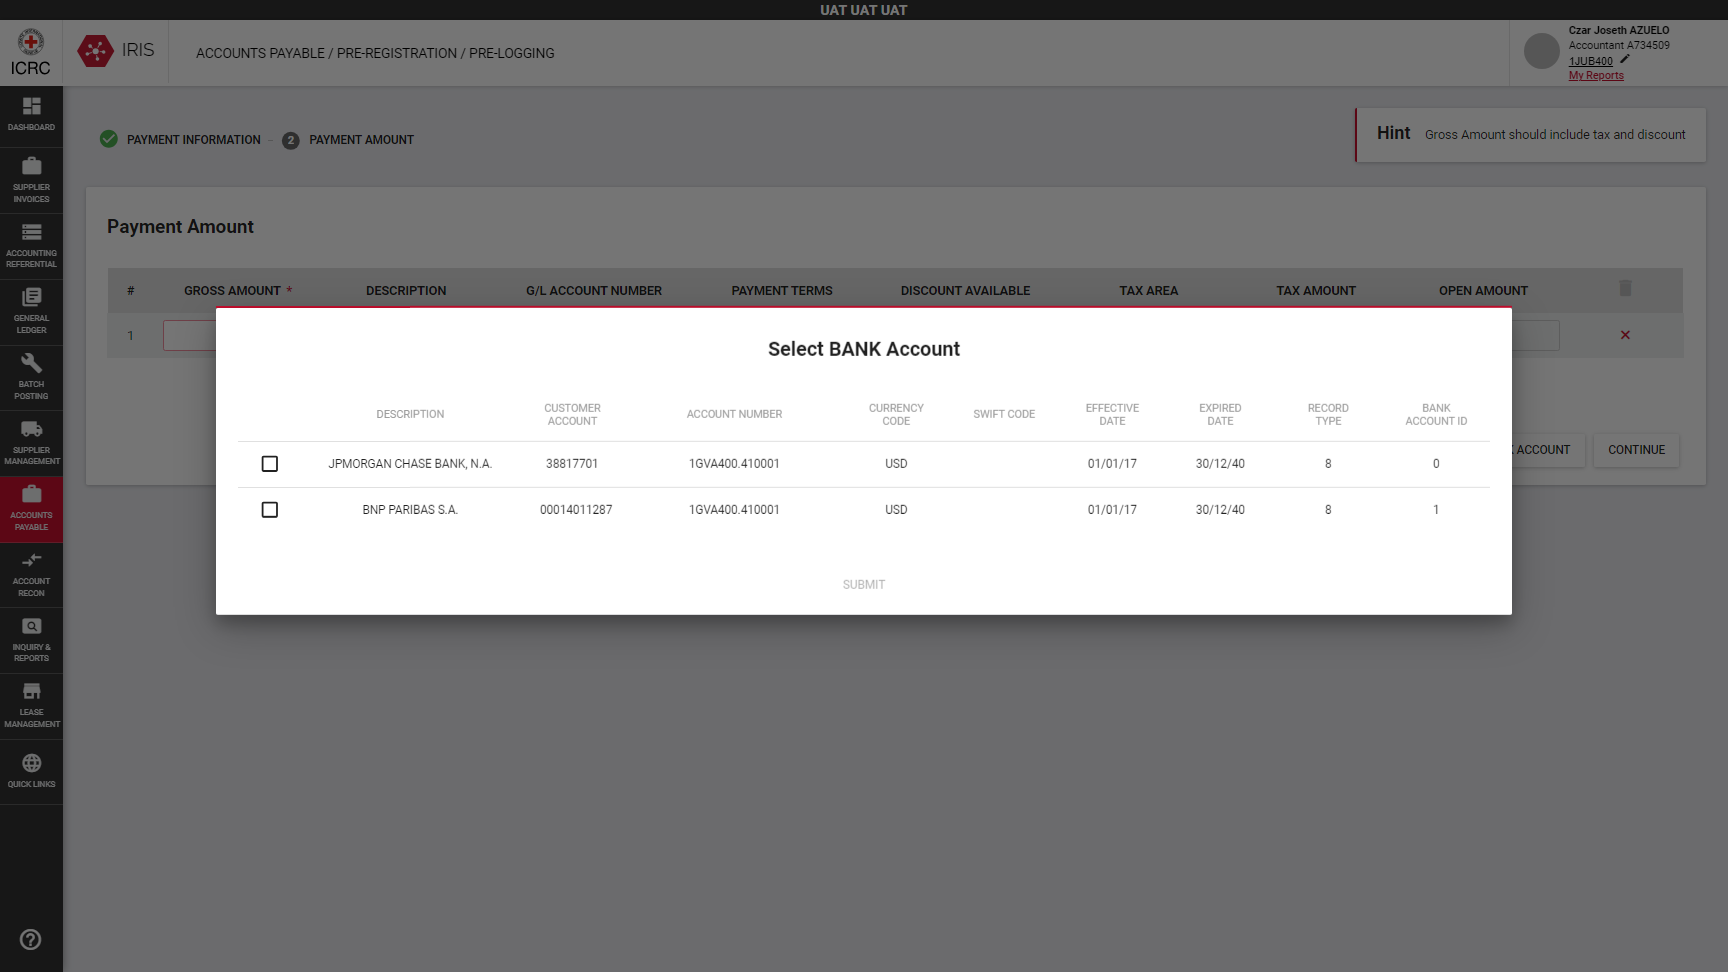 UAT UAT UAT
ICRC
IRIS
ACCOUNTS PAYABLE / PRE-REGISTRATION / PRE-LOGGING
Czar Joseth AZUELO
Accountant A734509
1JUB400
My Reports
DASHBOARD
SUPPLIER
INVOICES
ACCOUNTING
REFERENTIAL
GENERAL
LEDGER
BATCH
POSTING
SUPPLIER
MANAGEMENT
ACCOUNTS
PAYABLE
ACCOUNT
RECON
INQUIRY &
REPORTS
LEASE
MANAGEMENT
QUICK LINKS
PAYMENT INFORMATION - 2 PAYMENT AMOUNT
Hint Gross Amount should include tax and discount
Payment Amount
# GROSS AMOUNT * DESCRIPTION G/L ACCOUNT NUMBER PAYMENT TERMS DISCOUNT AVAILABLE TAX AREA TAX AMOUNT OPEN AMOUNT
1
ACCOUNT CONTINUE
Select BANK Account
DESCRIPTION CUSTOMER ACCOUNT ACCOUNT NUMBER CURRENCY CODE SWIFT CODE EFFECTIVE DATE EXPIRED DATE RECORD TYPE BANK ACCOUNT ID
JPMORGAN CHASE BANK, N.A. 38817701 1GVA400.410001 USD 01/01/17 30/12/40 8 0
BNP PARIBAS S.A. 00014011287 1GVA400.410001 USD 01/01/17 30/12/40 8 1
SUBMIT